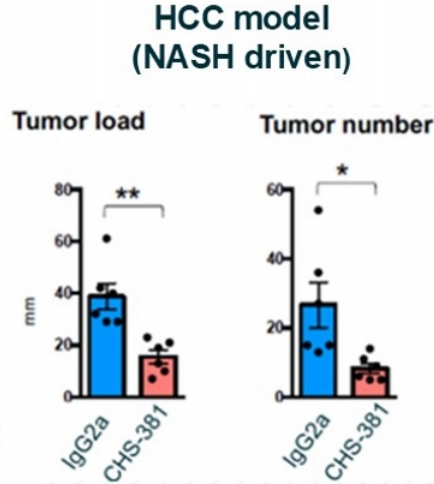 HCC model
(NASH driven)
Tumor load
Tumor number
80
60
40
20
0
mm
**
IgG2a
CHS-381
60
40
20
0
*
IgG2a
CHS-381